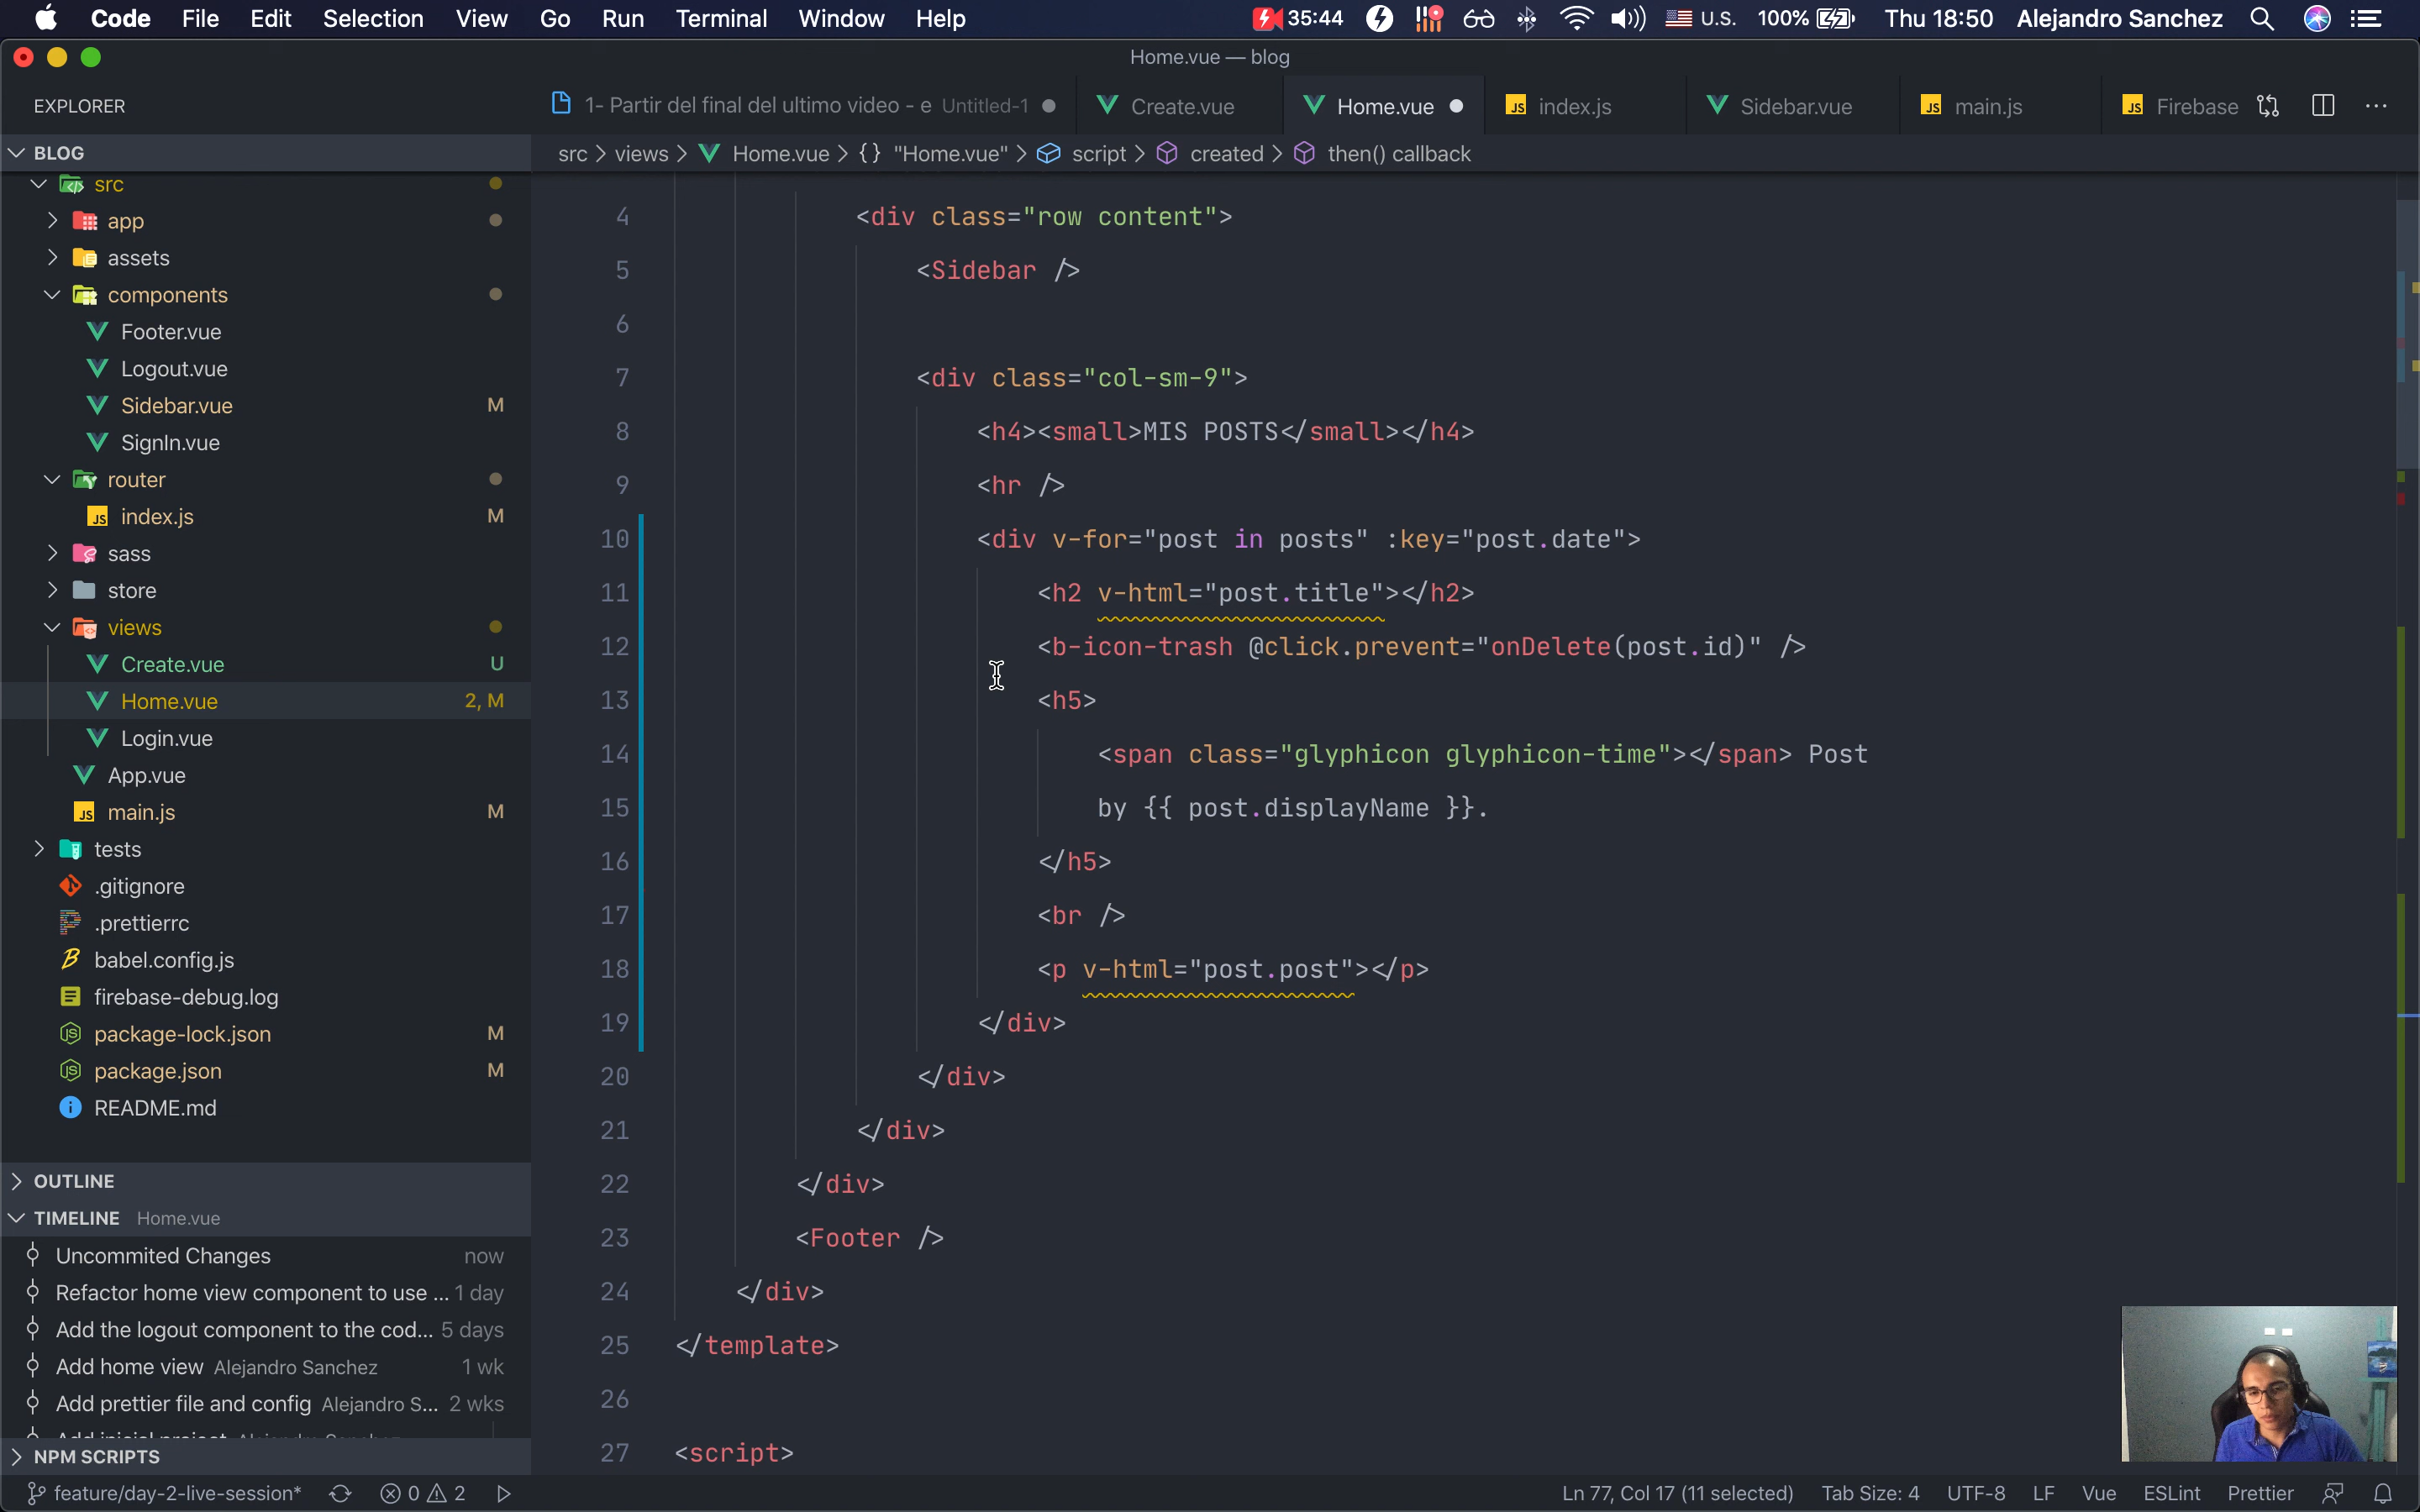 Code File Edit Selection View Go Run Terminal Window Help 35:44 U.S. 100% Thu 18:50 Alejandro Sanchez
Home.vue — blog
EXPLORER
1- Partir del final del ultimo video - e Untitled-1
Create.vue
Home.vue
index.js
Sidebar.vue
main.js
Firebase
BLOG
src > views > Home.vue > {} "Home.vue" > script > created > then() callback
src
app
assets
components
Footer.vue
Logout.vue
Sidebar.vue M
SignIn.vue
router
index.js M
sass
store
views
Create.vue U
Home.vue 2, M
Login.vue
App.vue
main.js M
tests
.gitignore
.prettierrc
babel.config.js
firebase-debug.log
package-lock.json M
package.json M
README.md
OUTLINE
TIMELINE Home.vue
Uncommited Changes now
Refactor home view component to use ... 1 day
Add the logout component to the cod... 5 days
Add home view Alejandro Sanchez 1 wk
Add prettier file and config Alejandro S... 2 wks
NPM SCRIPTS
4 <div class="row content">
5 <Sidebar />
6
7 <div class="col-sm-9">
8 <h4><small>MIS POSTS</small></h4>
9 <hr />
10 <div v-for="post in posts" :key="post.date">
11 <h2 v-html="post.title"></h2>
12 <b-icon-trash @click.prevent="onDelete(post.id)" />
13 <h5>
14 <span class="glyphicon glyphicon-time"></span> Post
15 by {{ post.displayName }}.
16 </h5>
17 <br />
18 <p v-html="post.post"></p>
19 </div>
20 </div>
21 </div>
22 </div>
23 <Footer />
24 </div>
25 </template>
26
27 <script>
feature/day-2-live-session* 0 2 Ln 77, Col 17 (11 selected) Tab Size: 4 UTF-8 LF Vue ESLint Prettier